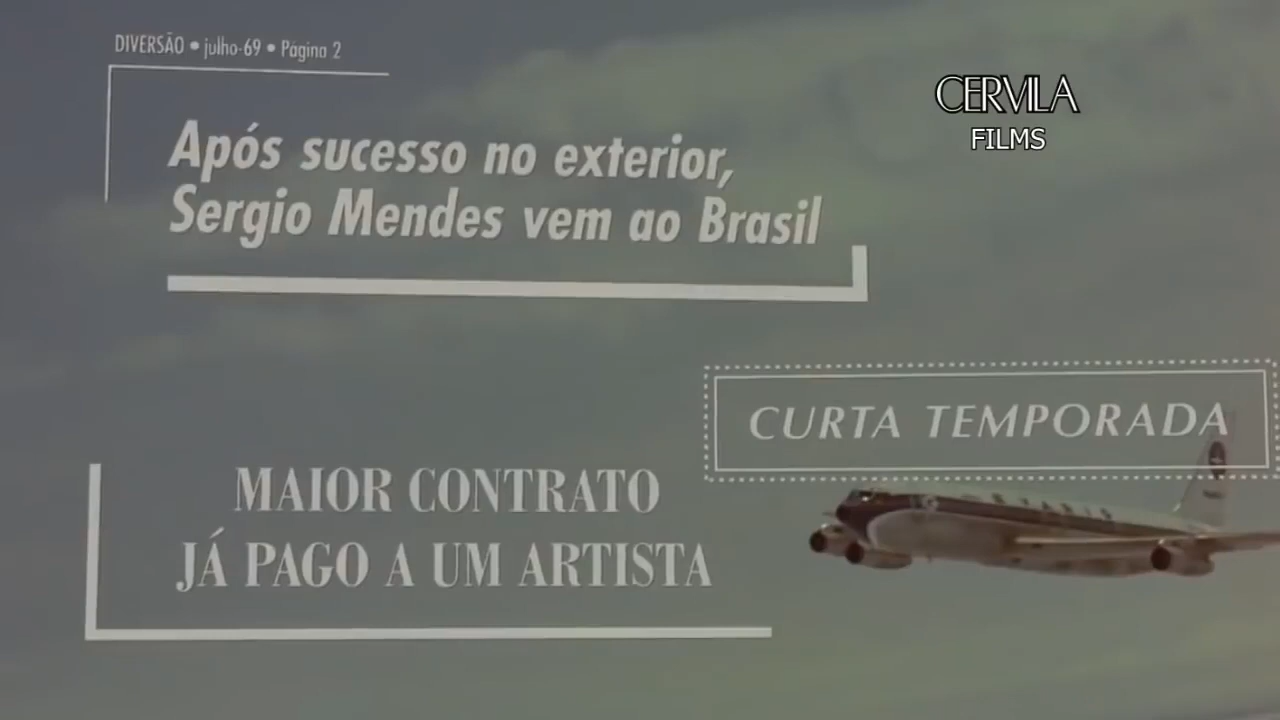 DIVERSÃO • julho-69 • Página 2
Após sucesso no exterior,
Sergio Mendes vem ao Brasil
CERVILA
FILMS
CURTA TEMPORADA
MAIOR CONTRATO
JÁ PAGO A UM ARTISTA